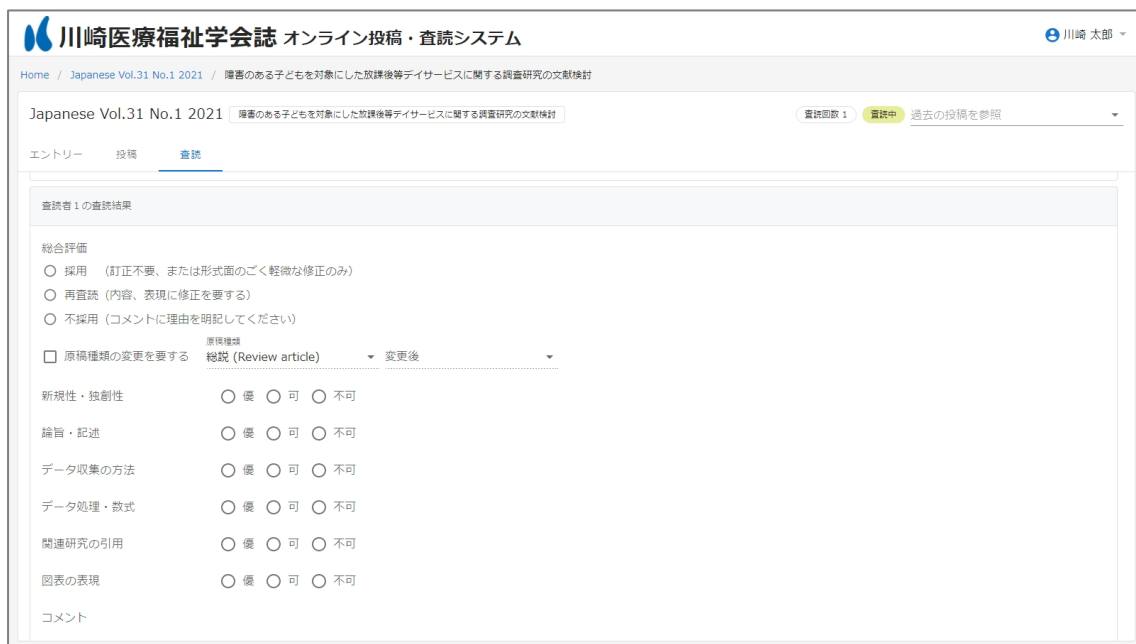 川崎医療福祉学会誌 オンライン投稿・査読システム
川崎 太郎
Home / Japanese Vol.31 No.1 2021 / 障害のある子どもを対象にした放課後等デイサービスに関する調査研究の文献検討
Japanese Vol.31 No.1 2021 障害のある子どもを対象にした放課後等デイサービスに関する調査研究の文献検討 査読回数 1 査読中 過去の投稿を参照
エントリー 投稿 査読
査読者1の査読結果
総合評価
採用 （訂正不要、または形式面のごく軽微な修正のみ）
再査読（内容、表現に修正を要する）
不採用（コメントに理由を明記してください）
原稿種類
原稿種類の変更を要する 総説 (Review article) 変更後
新規性・独創性 優 可 不可
論旨・記述 優 可 不可
データ収集の方法 優 可 不可
データ処理・数式 優 可 不可
関連研究の引用 優 可 不可
図表の表現 優 可 不可
コメント